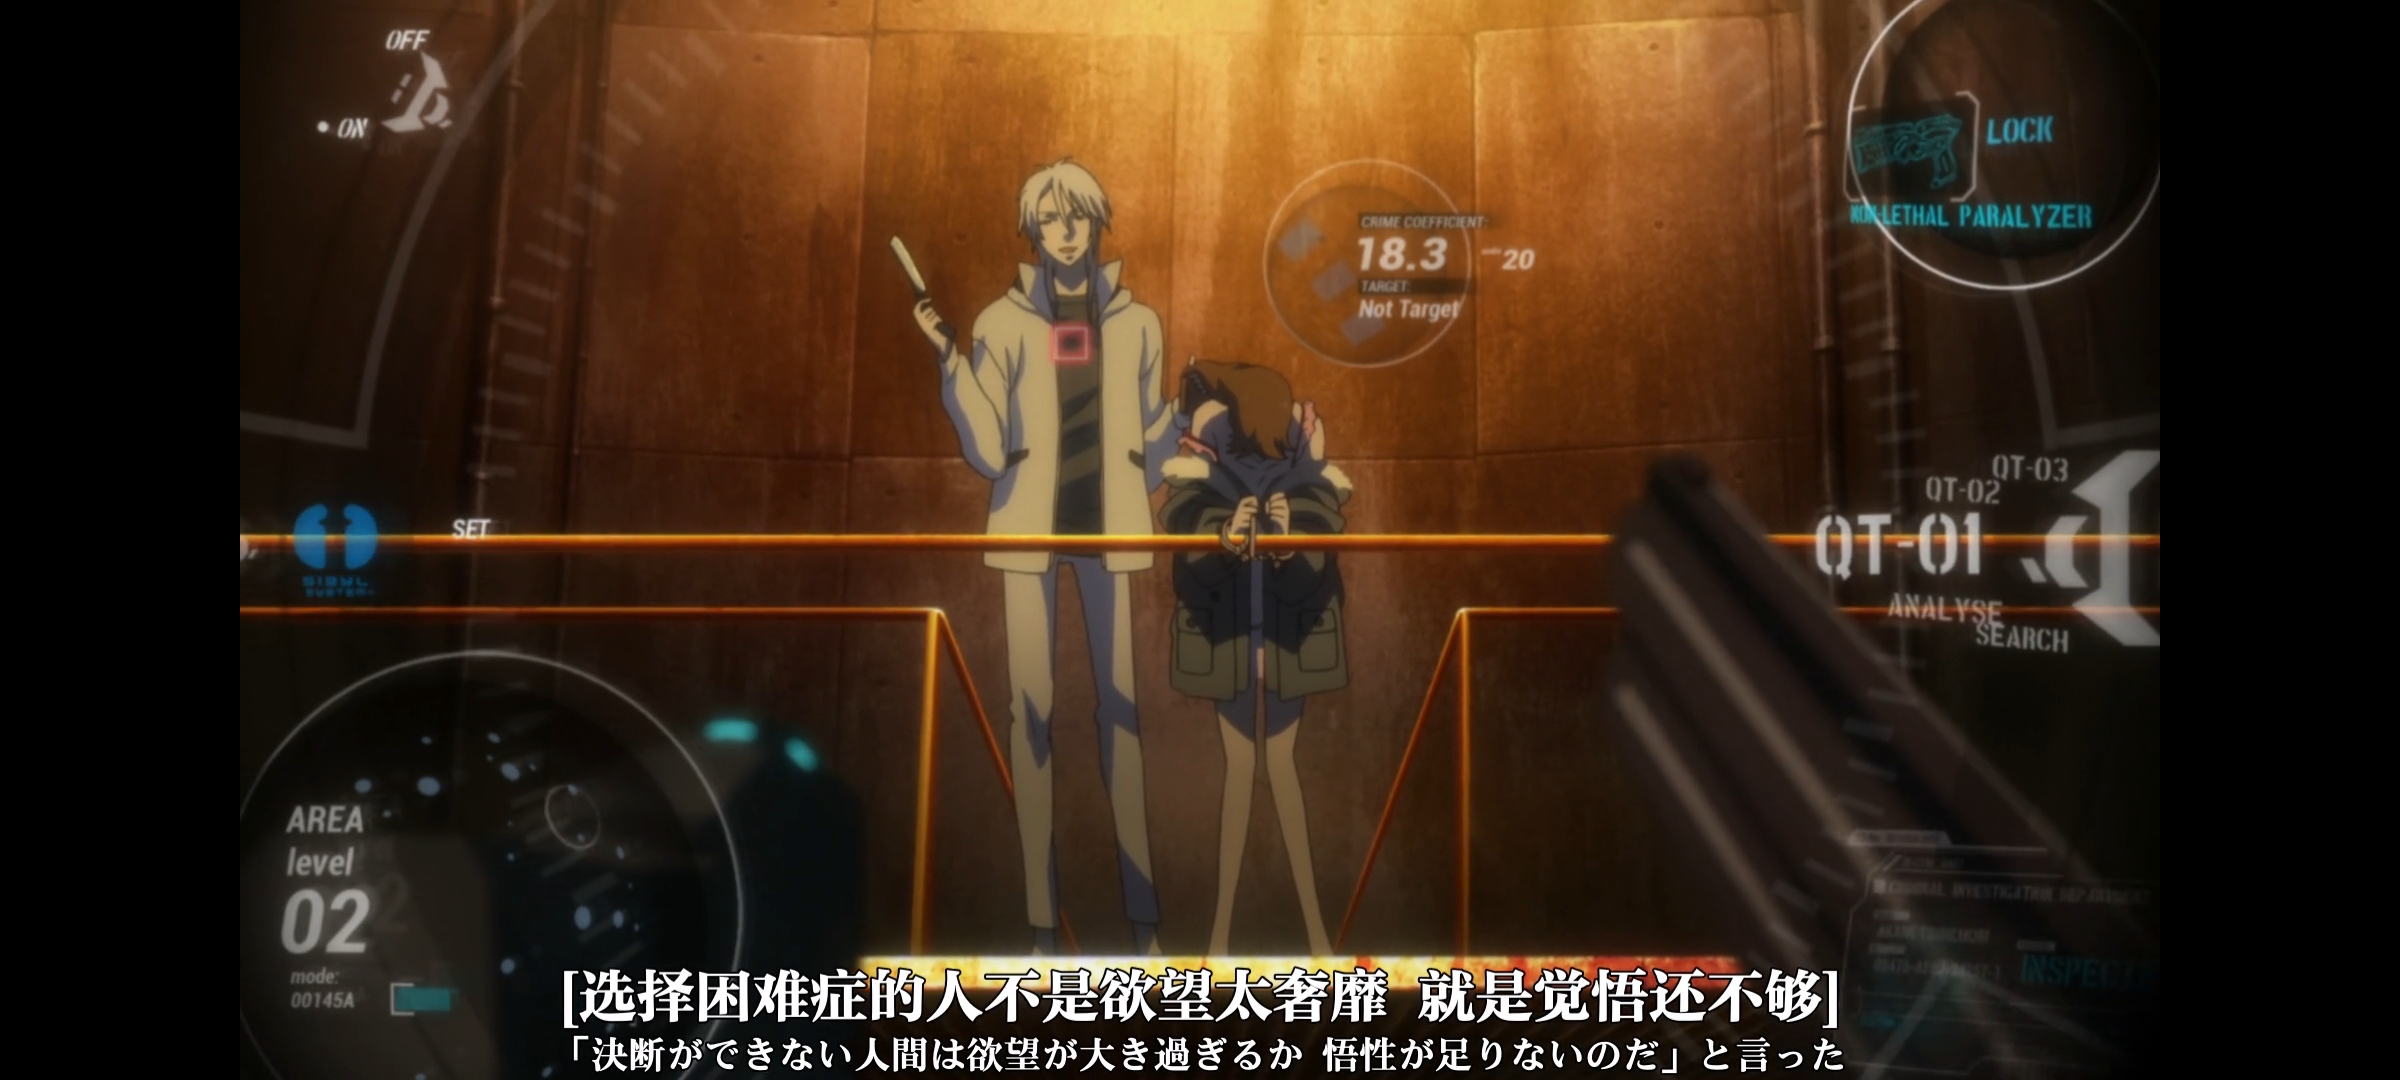 OFF
• ON
LOCK
NON-LETHAL PARALYZER
CRIME COEFFICIENT:
18.3
20
TARGET:
Not Target
QT-03
QT-02
QT-01
SET
SIBYL
SYSTEM
ANALYSE
SEARCH
AREA
level
02
mode:
00145A
[选择困难症的人不是欲望太奢靡 就是觉悟还不够]
「決断ができない人間は欲望が大き過ぎるか 悟性が足りないのだ」と言った